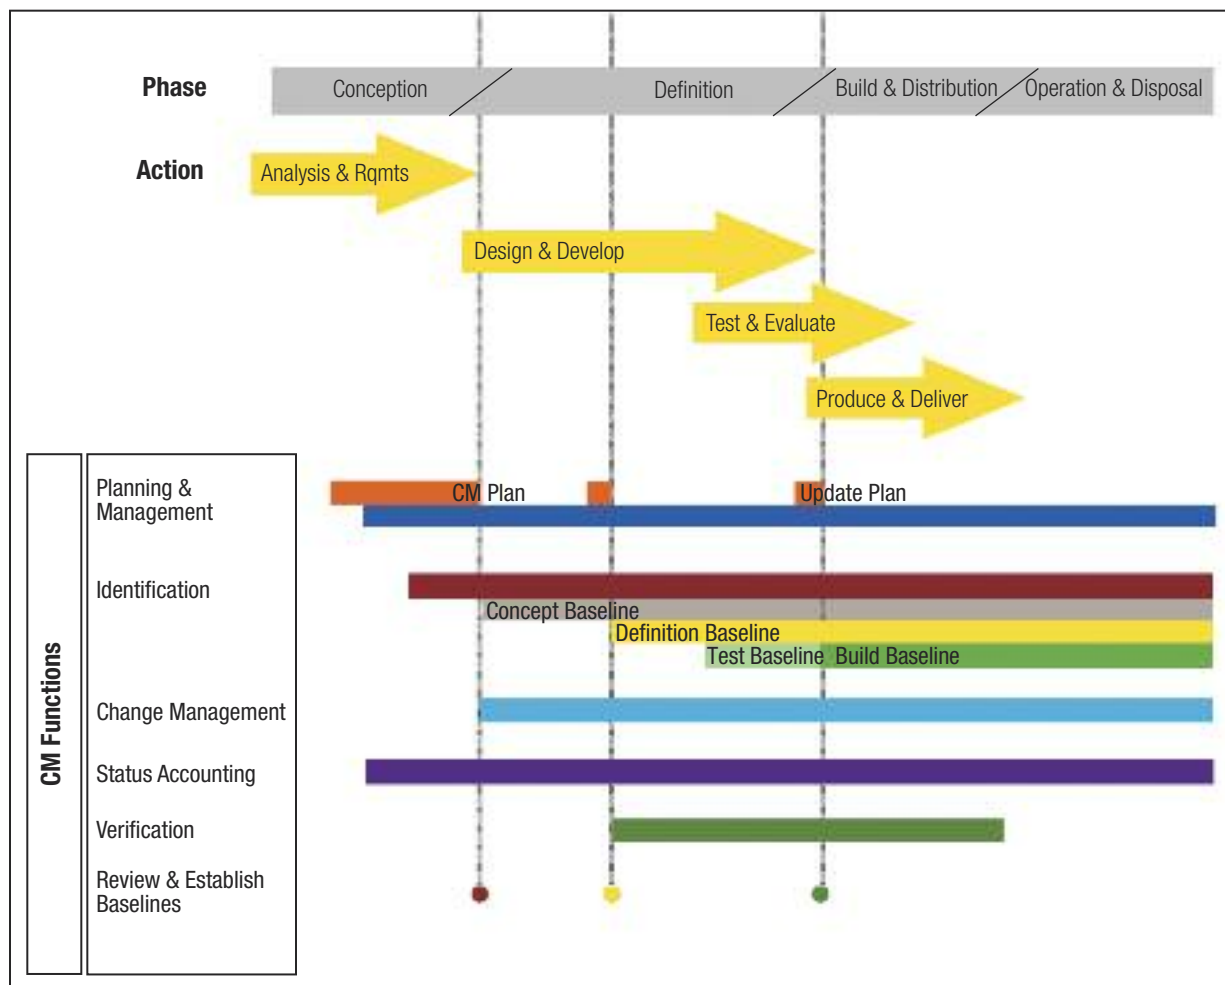 Phase
Conception
Definition
Build & Distribution
Operation & Disposal
Action
Analysis & Rqmts
Design & Develop
Test & Evaluate
Produce & Deliver
CM Functions
Planning &
Management
CM Plan
Update Plan
Identification
Concept Baseline
Definition Baseline
Test Baseline
Build Baseline
Change Management
Status Accounting
Verification
Review & Establish
Baselines